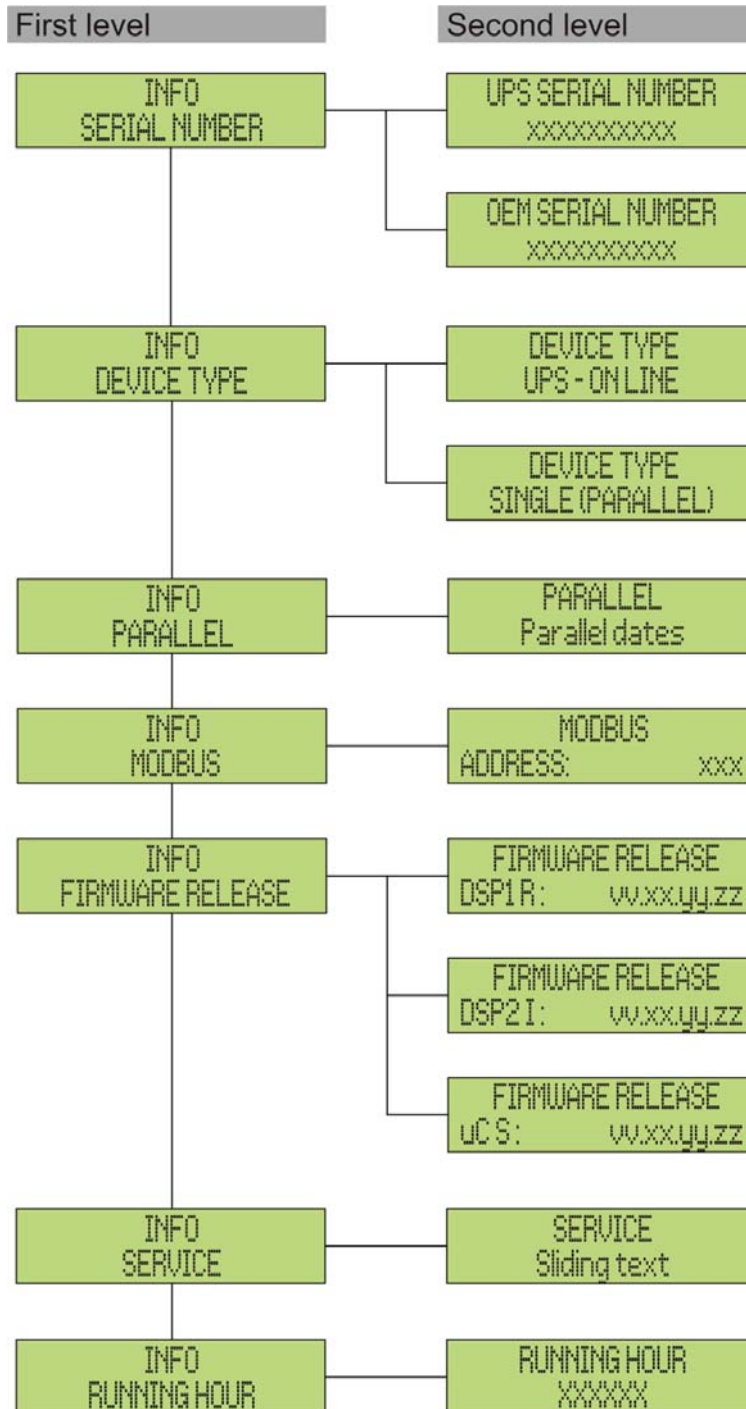 First level
Second level
INFO
SERIAL NUMBER
UPS SERIAL NUMBER
XXXXXXXXXX
OEM SERIAL NUMBER
XXXXXXXXXX
INFO
DEVICE TYPE
DEVICE TYPE
UPS - ON LINE
DEVICE TYPE
SINGLE (PARALLEL)
INFO
PARALLEL
PARALLEL
Parallel dates
INFO
MODBUS
MODBUS
ADDRESS: xxx
INFO
FIRMWARE RELEASE
FIRMWARE RELEASE
DSP1 R: vv.xx.yy.zz
FIRMWARE RELEASE
DSP2 I: vv.xx.yy.zz
FIRMWARE RELEASE
uC S: vv.xx.yy.zz
INFO
SERVICE
SERVICE
Sliding text
INFO
RUNNING HOUR
RUNNING HOUR
XXXXXX